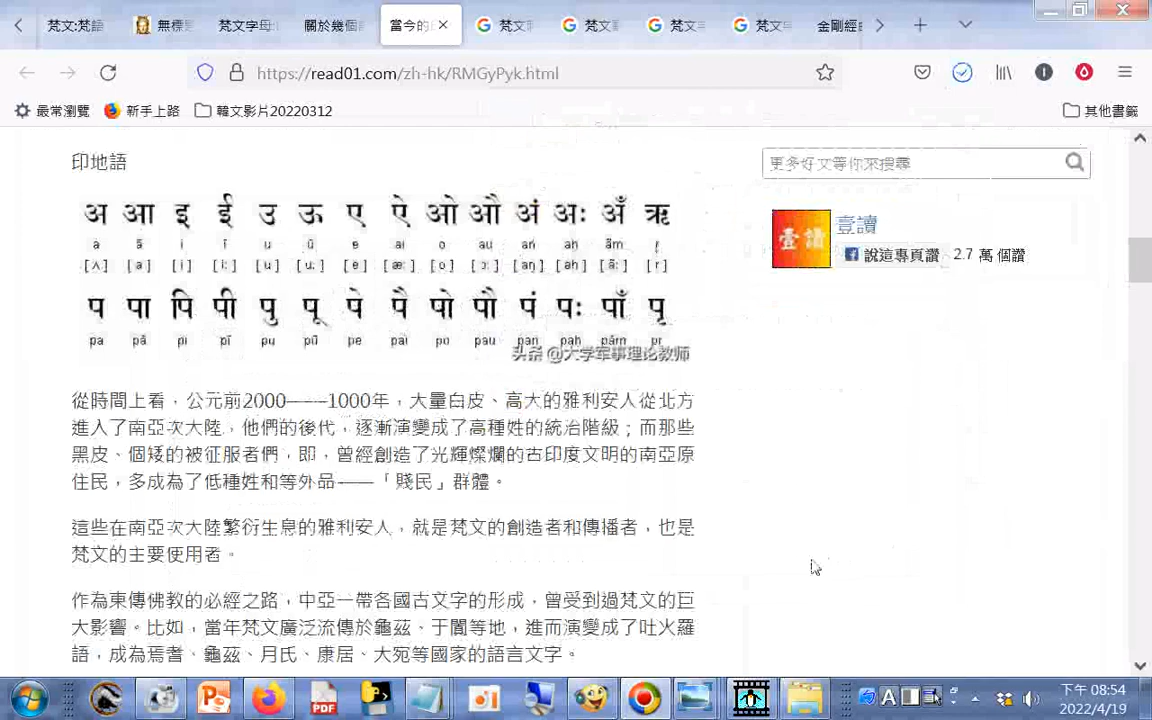 梵文:梵語
無標
梵文字母:
關於幾個
當今的
梵文
梵文
梵文
梵文
金剛經
https://read01.com/zh-hk/RMGyPyk.html
最常瀏覽
新手上路
韓文影片20220312
其他書籤
印地語
更多好文等你來搜尋
अ आ इ ई उ ऊ ए ऐ ओ औ अं अः अँ ऋ
a ā i ī u ū e ai o au aṅ aḥ ām ṛ
[ʌ] [a] [i] [i:] [u] [u:] [e] [æ:] [o] [ɔ:] [aŋ] [ah] [ã:] [r]
壹讀
壹讀
說這專頁讚 2.7 萬 個讚
प पा पि पी पु पू पे पै पो पौ पं पः पाँ पृ
pa pā pi pī pu pū pe pai po pau paṅ paḥ pām pṛ
头条 @大学军事理论教师
從時間上看，公元前2000——1000年，大量白皮、高大的雅利安人從北方
進入了南亞次大陸，他們的後代，逐漸演變成了高種姓的統治階級；而那些
黑皮、個矮的被征服者們，即，曾經創造了光輝燦爛的古印度文明的南亞原
住民，多成為了低種姓和等外品——「賤民」群體。
這些在南亞次大陸繁衍生息的雅利安人，就是梵文的創造者和傳播者，也是
梵文的主要使用者。
作為東傳佛教的必經之路，中亞一帶各國古文字的形成，曾受到過梵文的巨
大影響。比如，當年梵文廣泛流傳於龜茲、于闐等地，進而演變成了吐火羅
語，成為焉耆、龜茲、月氏、康居、大宛等國家的語言文字。
PDF
A
下午 08:54
2022/4/19